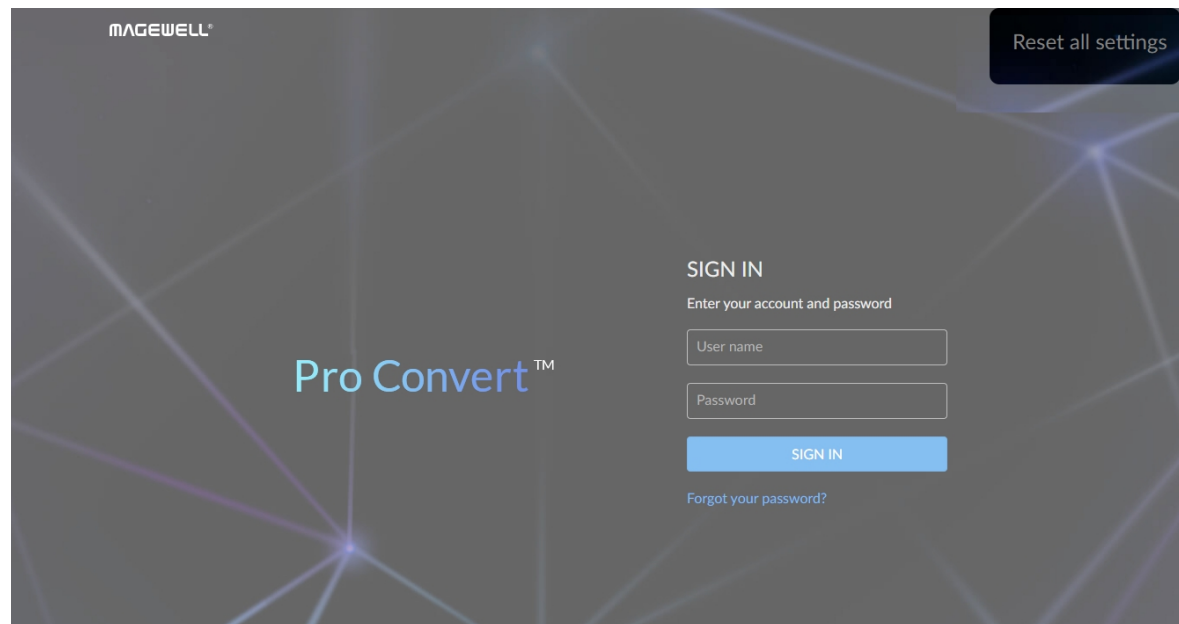 MAGEWELL®
Reset all settings
SIGN IN
Enter your account and password
User name
Pro Convert™
Password
SIGN IN
Forgot your password?